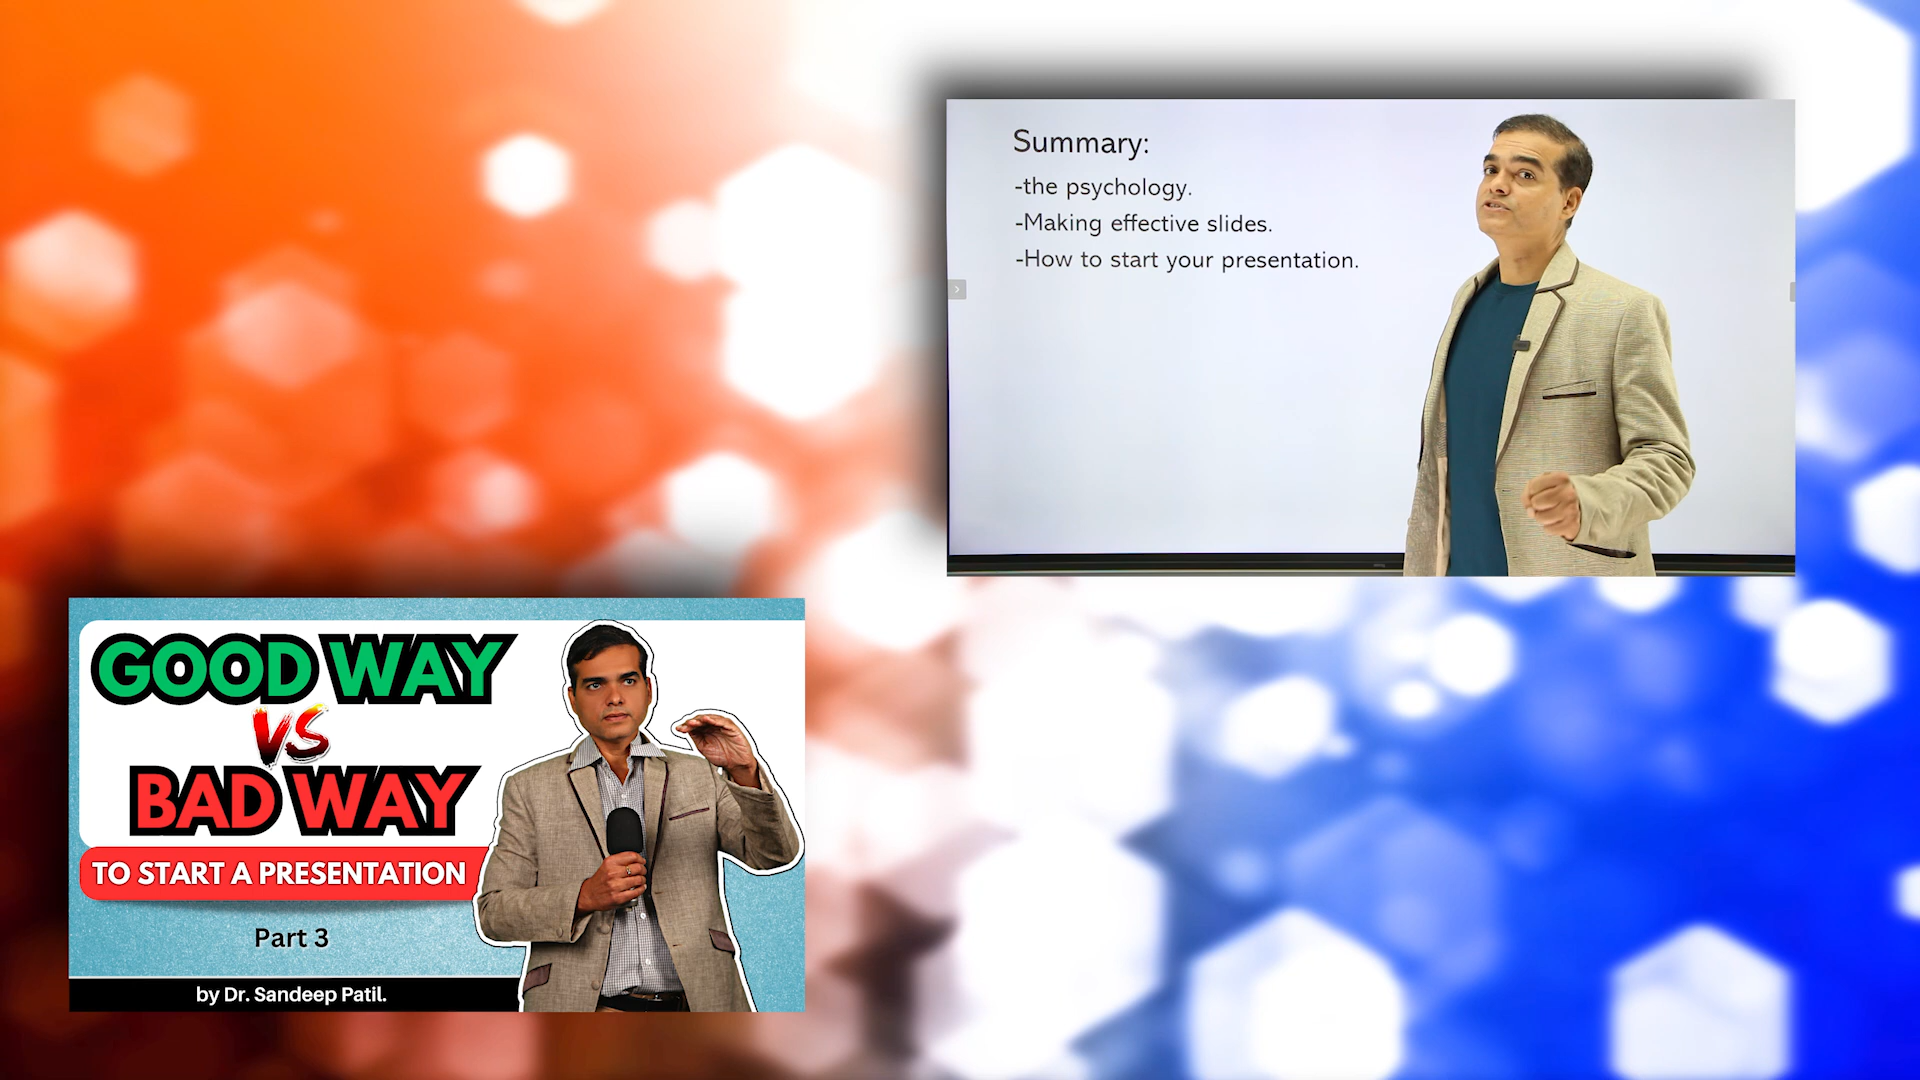 Summary:
-the psychology.
-Making effective slides.
-How to start your presentation.
GOOD WAY
VS
BAD WAY
TO START A PRESENTATION
Part 3
by Dr. Sandeep Patil.